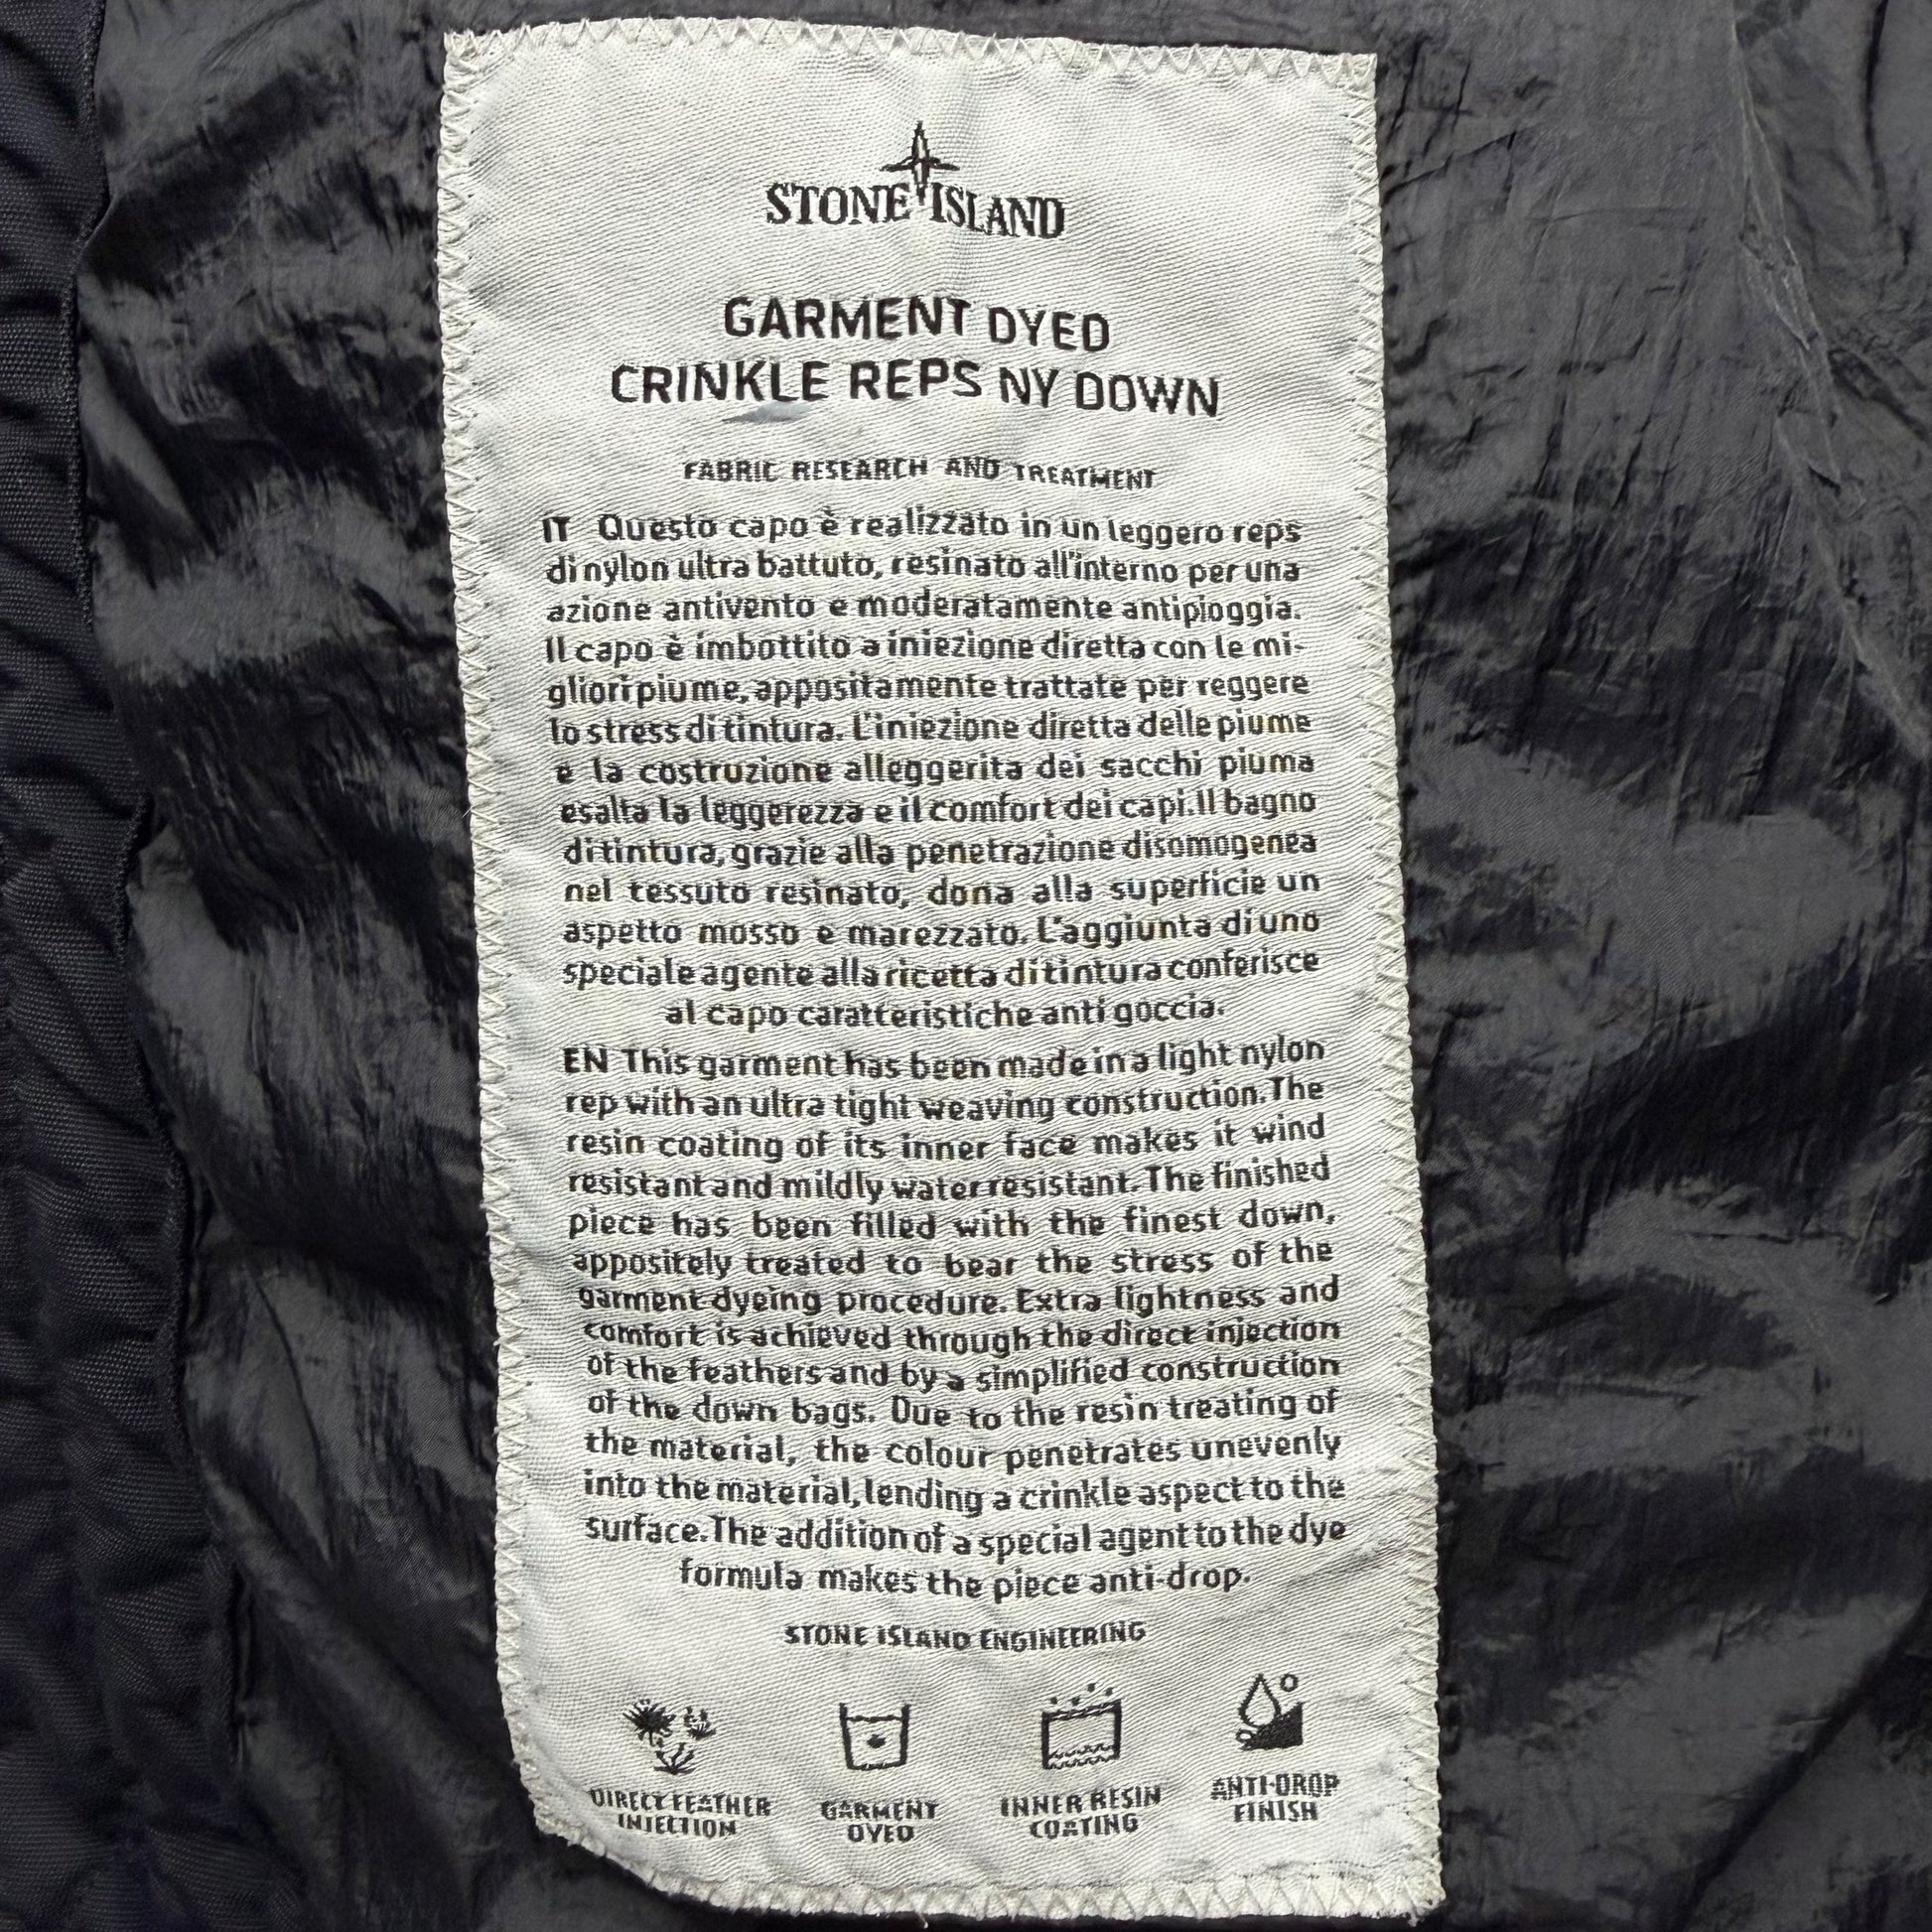 STONE ISLAND
GARMENT DYED
CRINKLE REPS NY DOWN
FABRIC RESEARCH AND TREATMENT
IT Questo capo è realizzato in un leggero reps
di nylon ultra battuto, resinato all'interno per una
azione antivento e moderatamente antipioggia.
Il capo è imbottito a iniezione diretta con le mi-
gliori piume, appositamente trattate per reggere
lo stress di tintura. L'iniezione diretta delle piume
e la costruzione alleggerita dei sacchi piuma
esalta la leggerezza e il comfort dei capi. Il bagno
di tintura, grazie alla penetrazione disomogenea
nel tessuto resinato, dona alla superficie un
aspetto mosso e marezzato. L'aggiunta di uno
speciale agente alla ricetta di tintura conferisce
al capo caratteristiche anti goccia.
EN This garment has been made in a light nylon
rep with an ultra tight weaving construction. The
resin coating of its inner face makes it wind
resistant and mildly water resistant. The finished
piece has been filled with the finest down,
appositely treated to bear the stress of the
garment dyeing procedure. Extra lightness and
comfort is achieved through the direct injection
of the feathers and by a simplified construction
of the down bags. Due to the resin treating of
the material, the colour penetrates unevenly
into the material, lending a crinkle aspect to the
surface. The addition of a special agent to the dye
formula makes the piece anti-drop.
STONE ISLAND ENGINEERING
DIRECT FEATHER
INJECTION
GARMENT
DYED
INNER RESIN
COATING
ANTI-DROP
FINISH